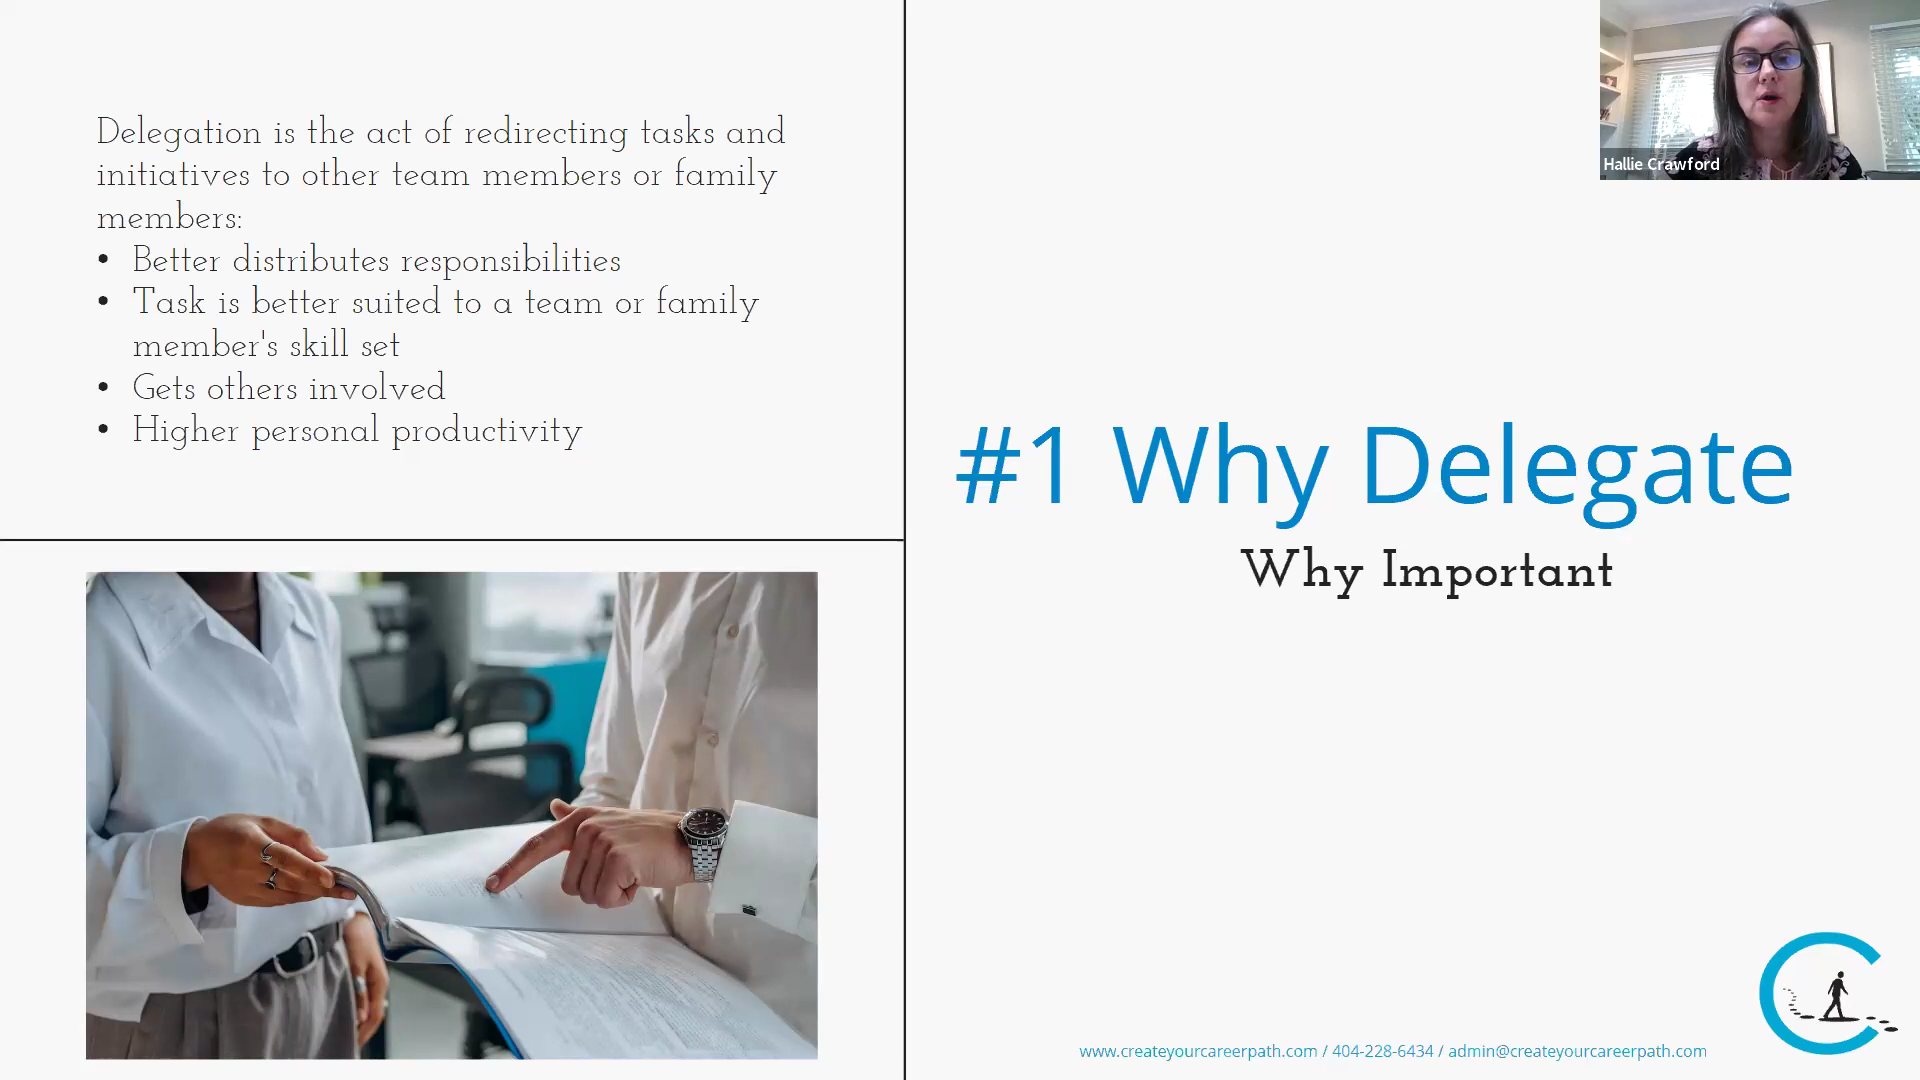 Delegation is the act of redirecting tasks and
initiatives to other team members or family
members:
• Better distributes responsibilities
• Task is better suited to a team or family
member's skill set
• Gets others involved
• Higher personal productivity
#1 Why Delegate
Why Important
Hallie Crawford
www.createyourcareerpath.com / 404-228-6434 / admin@createyourcareerpath.com